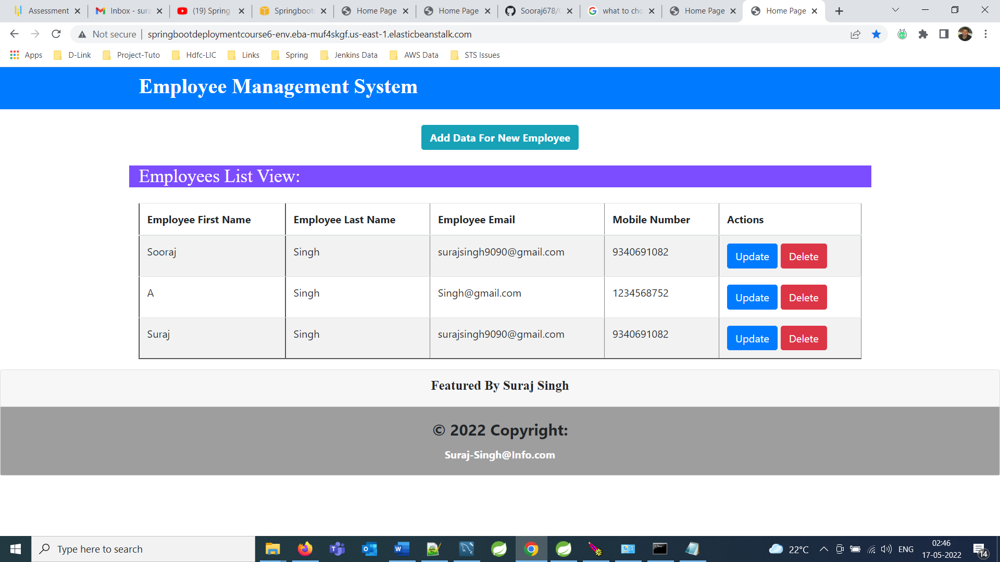 Assessment Inbox - sura (19) Spring Springboot Home Page Home Page Sooraj678/ what to cho Home Page Home Page
Not secure springbootdeploymentcourse6-env.eba-muf4skgf.us-east-1.elasticbeanstalk.com
Apps D-Link Project-Tuto Hdfc-LIC Links Spring Jenkins Data AWS Data STS Issues
Employee Management System
Add Data For New Employee
Employees List View:
Employee First Name Employee Last Name Employee Email Mobile Number Actions
Sooraj Singh surajsingh9090@gmail.com 9340691082 Update Delete
A Singh Singh@gmail.com 1234568752 Update Delete
Suraj Singh surajsingh9090@gmail.com 9340691082 Update Delete
Featured By Suraj Singh
© 2022 Copyright:
Suraj-Singh@Info.com
Type here to search 22°C ENG 02:46
17-05-2022 14